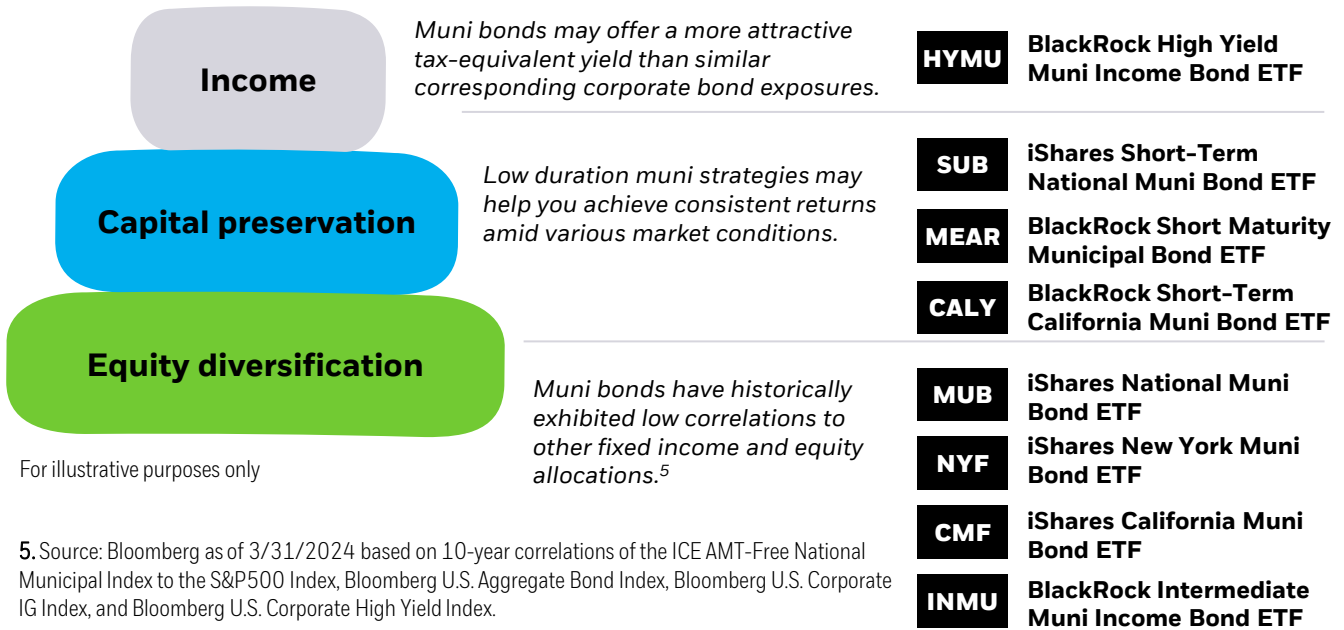 Income
Muni bonds may offer a more attractive
tax-equivalent yield than similar
corresponding corporate bond exposures.
HYMU
BlackRock High Yield
Muni Income Bond ETF
Capital preservation
Low duration muni strategies may
help you achieve consistent returns
amid various market conditions.
SUB
iShares Short-Term
National Muni Bond ETF
MEAR
BlackRock Short Maturity
Municipal Bond ETF
CALY
BlackRock Short-Term
California Muni Bond ETF
Equity diversification
Muni bonds have historically
exhibited low correlations to
other fixed income and equity
allocations.5
MUB
iShares National Muni
Bond ETF
NYF
iShares New York Muni
Bond ETF
CMF
iShares California Muni
Bond ETF
INMU
BlackRock Intermediate
Muni Income Bond ETF
For illustrative purposes only
5. Source: Bloomberg as of 3/31/2024 based on 10-year correlations of the ICE AMT-Free National
Municipal Index to the S&P500 Index, Bloomberg U.S. Aggregate Bond Index, Bloomberg U.S. Corporate
IG Index, and Bloomberg U.S. Corporate High Yield Index.